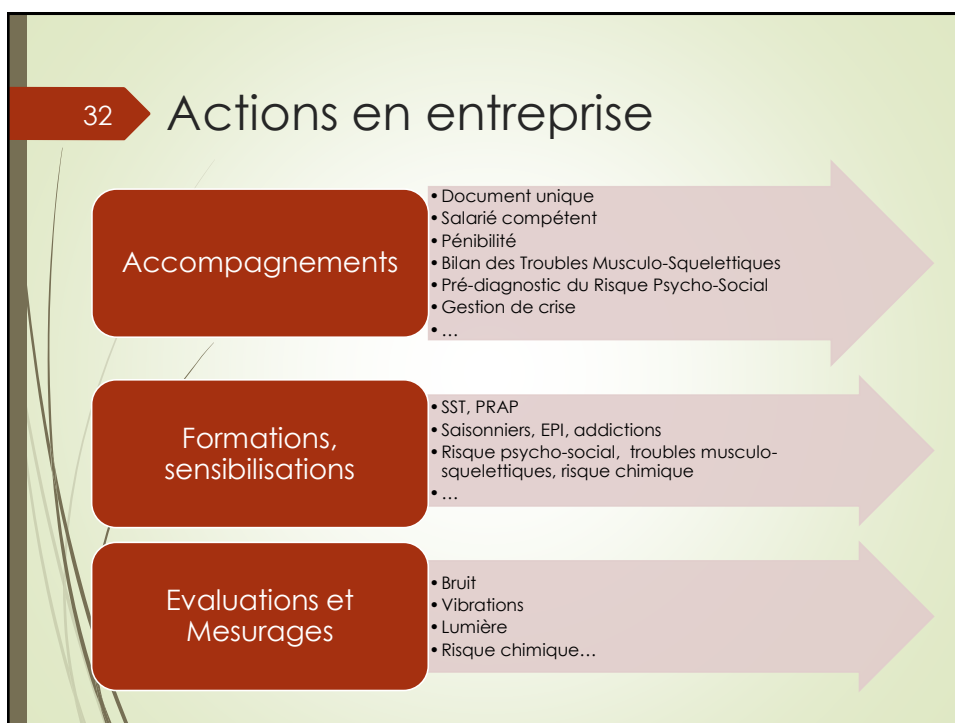 32
Actions en entreprise
Accompagnements
•Document unique
•Salarié compétent
•Pénibilité
•Bilan des Troubles Musculo-Squelettiques
•Pré-diagnostic du Risque Psycho-Social
•Gestion de crise
•…
Formations,
sensibilisations
•SST, PRAP
•Saisonniers, EPI, addictions
•Risque psycho-social, troubles musculo-
squelettiques, risque chimique
•…
Evaluations et
Mesurages
•Bruit
•Vibrations
•Lumière
•Risque chimique…